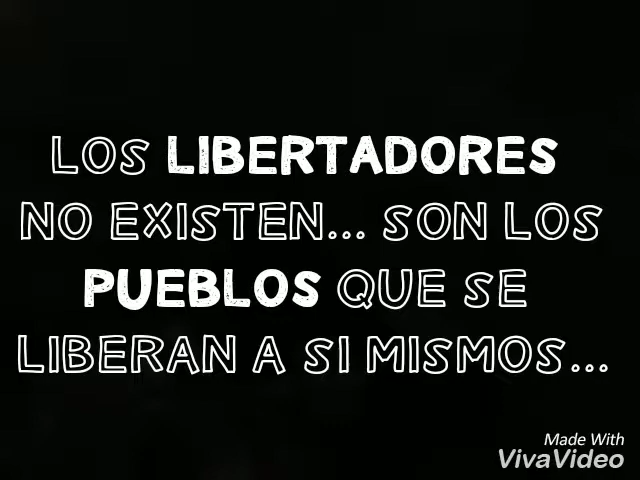 LOS LIBERTADORES
NO EXISTEN... SON LOS
PUEBLOS QUE SE
LIBERAN A SI MISMOS...
Made With
VivaVideo